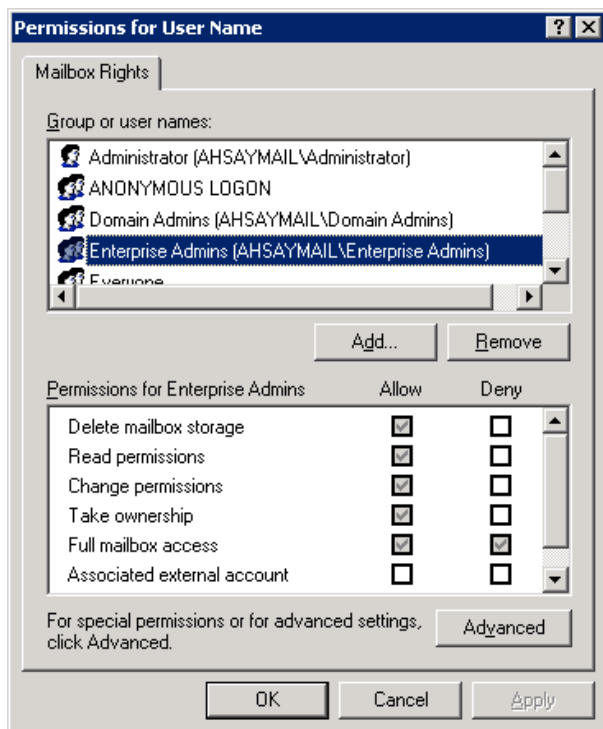 Permissions for User Name
Mailbox Rights
Group or user names:
Administrator (AHSAYMAIL\Administrator)
ANONYMOUS LOGON
Domain Admins (AHSAYMAIL\Domain Admins)
Enterprise Admins (AHSAYMAIL\Enterprise Admins)
Everyone
Add... Remove
Permissions for Enterprise Admins Allow Deny
Delete mailbox storage
Read permissions
Change permissions
Take ownership
Full mailbox access
Associated external account
For special permissions or for advanced settings,
click Advanced.
Advanced
OK Cancel Apply